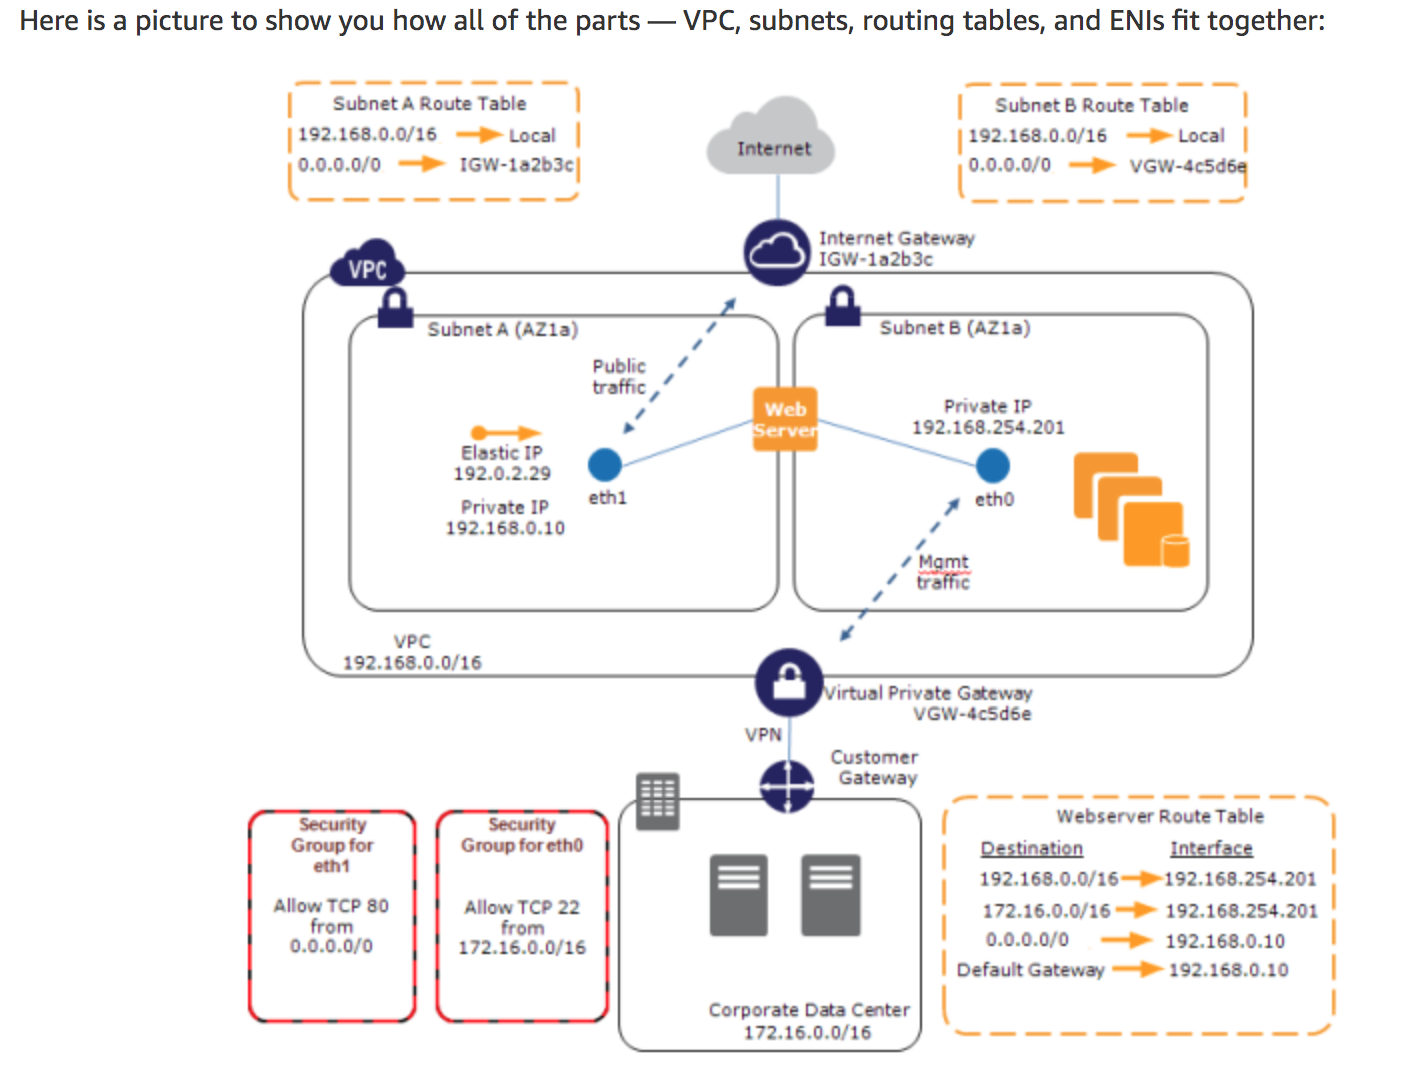 Here is a picture to show you how all of the parts — VPC, subnets, routing tables, and ENIs fit together:
Subnet A Route Table
192.168.0.0/16 Local
0.0.0.0/0 IGW-1a2b3c
Internet
Subnet B Route Table
192.168.0.0/16 Local
0.0.0.0/0 VGW-4c5d6e
Internet Gateway
IGW-1a2b3c
VPC
Subnet A (AZ1a)
Subnet B (AZ1a)
Public
traffic
Web
Server
Elastic IP
192.0.2.29
Private IP
192.168.0.10
eth1
Private IP
192.168.254.201
eth0
Mgmt
traffic
VPC
192.168.0.0/16
Virtual Private Gateway
VGW-4c5d6e
VPN
Customer
Gateway
Security
Group for
eth1
Allow TCP 80
from
0.0.0.0/0
Security
Group for eth0
Allow TCP 22
from
172.16.0.0/16
Corporate Data Center
172.16.0.0/16
Webserver Route Table
Destination Interface
192.168.0.0/16 192.168.254.201
172.16.0.0/16 192.168.254.201
0.0.0.0/0 192.168.0.10
Default Gateway 192.168.0.10